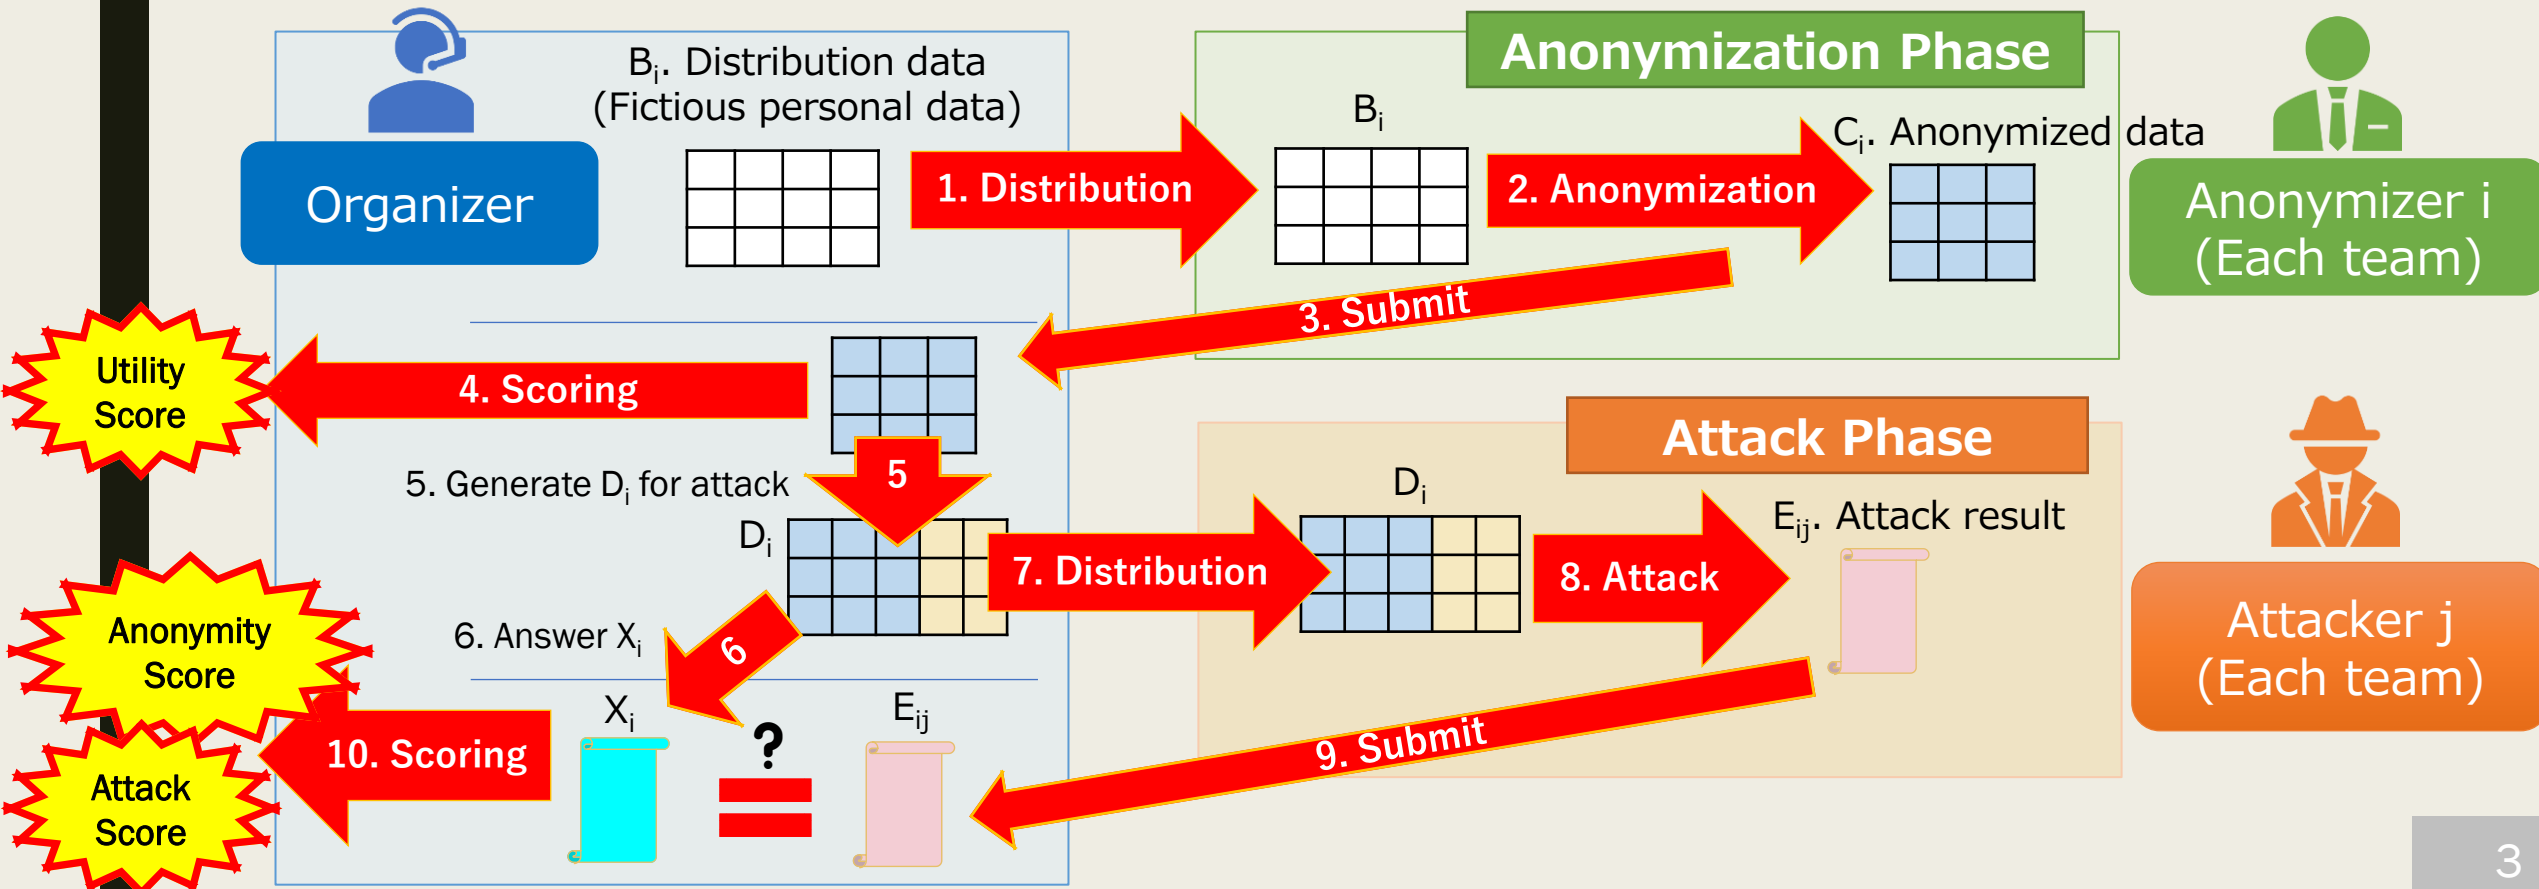 Organizer
Bᵢ. Distribution data
(Fictious personal data)
1. Distribution
Anonymization Phase
Bᵢ
2. Anonymization
Cᵢ. Anonymized data
Anonymizer i
(Each team)
3. Submit
4. Scoring
Utility
Score
5. Generate Dᵢ for attack
5
Dᵢ
7. Distribution
Attack Phase
Dᵢ
8. Attack
Eᵢⱼ. Attack result
Attacker j
(Each team)
6. Answer Xᵢ
6
9. Submit
Xᵢ
?
Eᵢⱼ
10. Scoring
Anonymity
Score
Attack
Score
3